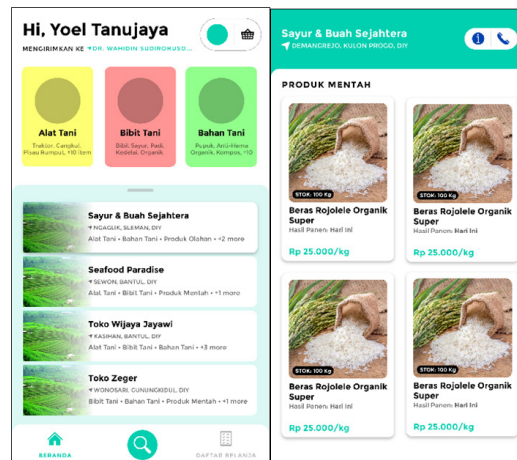 Hi, Yoel Tanujaya
MENGIRIMKAN KE DR. WAHIDIN SUDIROHUSO...
Alat Tani
Traktor, Cangkul,
Pisau Rumput, +10 item
Bibit Tani
Bibit Sayur, Padi,
Kedelai, Organik
Bahan Tani
Pupuk, Anti-Hama
Organik, Kompos, +10
Sayur & Buah Sejahtera
NGAGLIK, SLEMAN, DIY
Alat Tani • Bahan Tani • Produk Olahan • +2 more
Seafood Paradise
SEWON, BANTUL, DIY
Alat Tani • Bibit Tani • Produk Mentah • +1 more
Toko Wijaya Jayawi
KASIHAN, BANTUL, DIY
Alat Tani • Bibit Tani • Bahan Tani • +3 more
Toko Zeger
WONOSARI, GUNUNGKIDUL, DIY
Bibit Tani • Bahan Tani • Produk Mentah • +1 more
BERANDA
DAFTAR BELANJA
Sayur & Buah Sejahtera
DEMANGREJO, KULON PROGO, DIY
PRODUK MENTAH
STOK: 100 Kg
Beras Rojolele Organik
Super
Hasil Panen: Hari Ini
Rp 25.000/kg
STOK: 100 Kg
Beras Rojolele Organik
Super
Hasil Panen: Hari Ini
Rp 25.000/kg
STOK: 100 Kg
Beras Rojolele Organik
Super
Hasil Panen: Hari Ini
Rp 25.000/kg
STOK: 100 Kg
Beras Rojolele Organik
Super
Hasil Panen: Hari Ini
Rp 25.000/kg